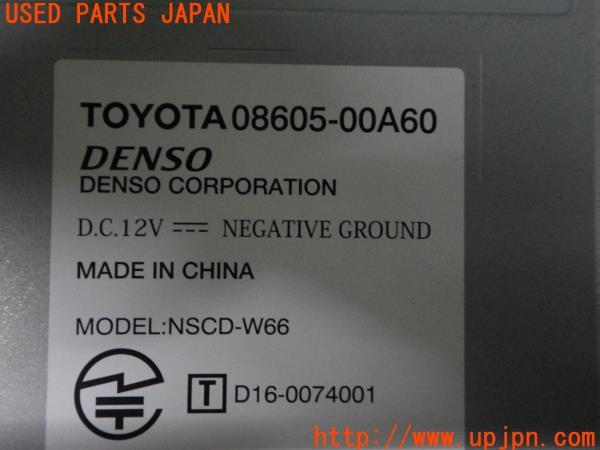 USED PARTS JAPAN
TOYOTA 08605-00A60
DENSO
DENSO CORPORATION
D.C.12V NEGATIVE GROUND
MADE IN CHINA
MODEL:NSCD-W66
T D16-0074001
http://www.upjpn.com